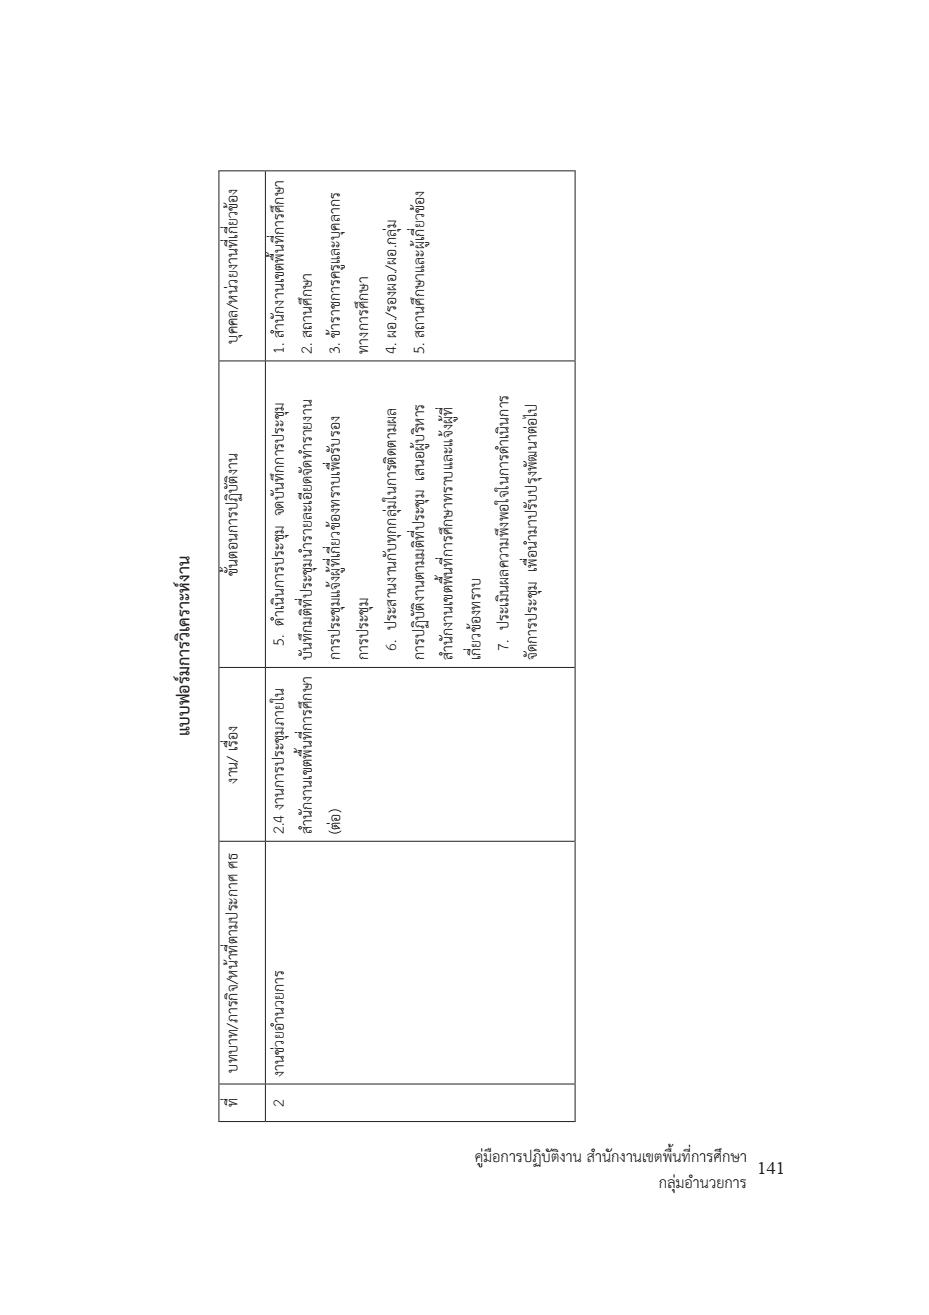 แบบฟอร์มการวิเคราะห์งาน
ที่
บทบาท/ภารกิจ/หน้าที่ตามประกาศ ศธ
งาน/ เรื่อง
ขั้นตอนการปฏิบัติงาน
บุคคล/หน่วยงานที่เกี่ยวข้อง
2
งานช่วยอำนวยการ
2.4 งานการประชุมภายใน
สำนักงานเขตพื้นที่การศึกษา
(ต่อ)
5. ดำเนินการประชุม จดบันทึกการประชุม
บันทึกมติที่ประชุมนำรายละเอียดจัดทำรายงาน
การประชุมแจ้งผู้ที่เกี่ยวข้องทราบเพื่อรับรอง
การประชุม
6. ประสานงานกับทุกกลุ่มในการติดตามผล
การปฏิบัติงานตามมติที่ประชุม เสนอผู้บริหาร
สำนักงานเขตพื้นที่การศึกษาทราบและแจ้งผู้ที่
เกี่ยวข้องทราบ
7. ประเมินผลความพึงพอใจในการดำเนินการ
จัดการประชุม เพื่อนำมาปรับปรุงพัฒนาต่อไป
1. สำนักงานเขตพื้นที่การศึกษา
2. สถานศึกษา
3. ข้าราชการครูและบุคลากร
ทางการศึกษา
4. ผอ./รองผอ./ผอ.กลุ่ม
5. สถานศึกษาและผู้เกี่ยวข้อง
คู่มือการปฏิบัติงาน สำนักงานเขตพื้นที่การศึกษา
กลุ่มอำนวยการ
141